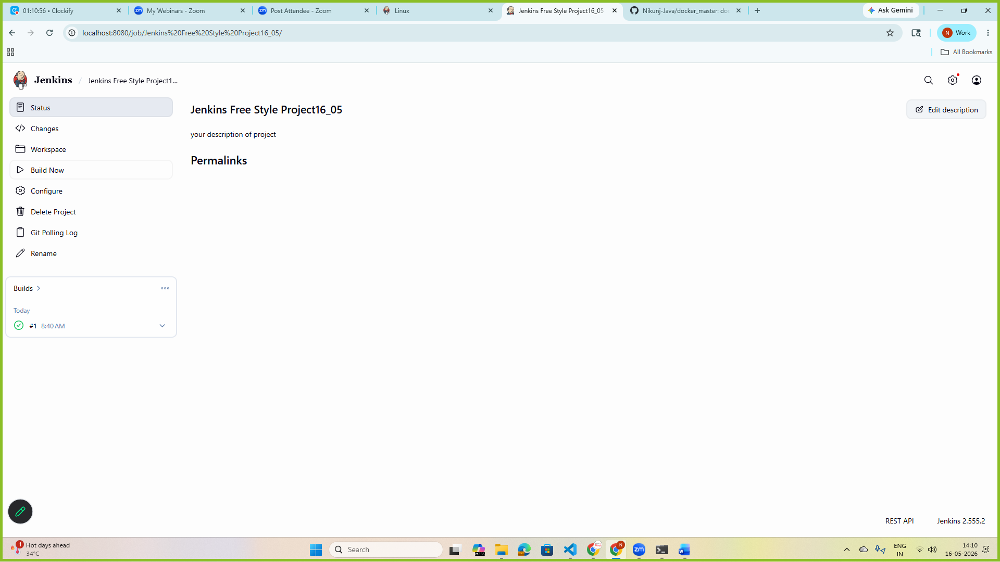 01:10:56 • Clockify
My Webinars - Zoom
Post Attendee - Zoom
Linux
Jenkins Free Style Project16_05
Nikunj-Java/docker_master: doc
Ask Gemini
localhost:8080/job/Jenkins%20Free%20Style%20Project16_05/
N Work
All Bookmarks
Jenkins / Jenkins Free Style Project1...
Status
Changes
Workspace
Build Now
Configure
Delete Project
Git Polling Log
Rename
Builds
Today
#1 8:40 AM
Jenkins Free Style Project16_05
Edit description
your description of project
Permalinks
REST API
Jenkins 2.555.2
1 Hot days ahead
34°C
Search
M365
N
zm
W
ENG
IN
14:10
16-05-2026